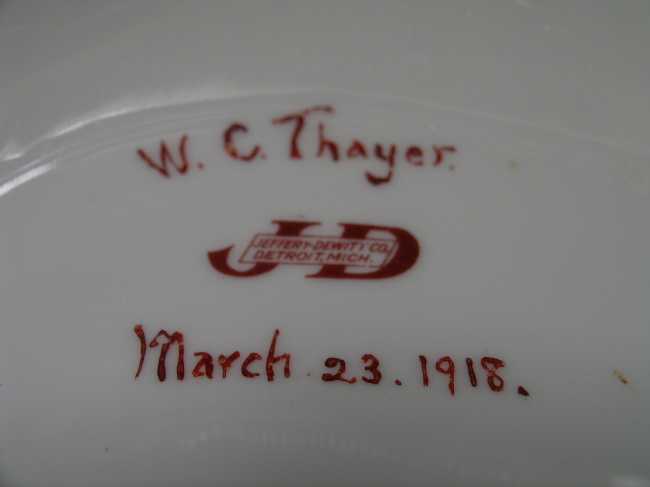 W. C. Thayer.
JD
JEFFERY-DEWITT CO.
DETROIT, MICH.
March 23. 1918.